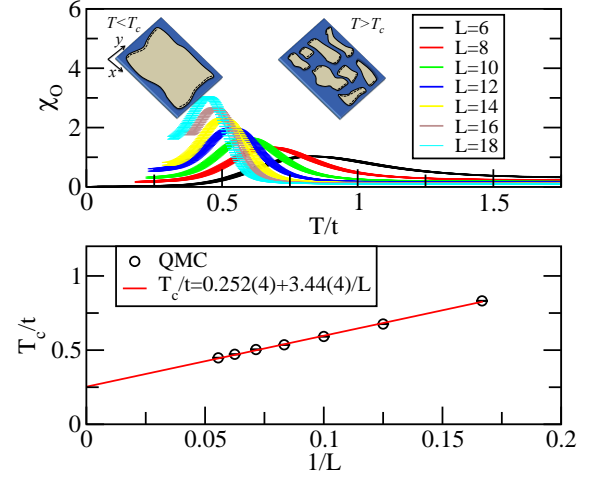 T<T_c
T>T_c
y
x
L=6
L=8
L=10
L=12
L=14
L=16
L=18
6
4
2
0
χ_O
0
0.5
1
1.5
T/t
QMC
T_c/t=0.252(4)+3.44(4)/L
1
0.5
0
T_c/t
0
0.05
0.1
0.15
0.2
1/L